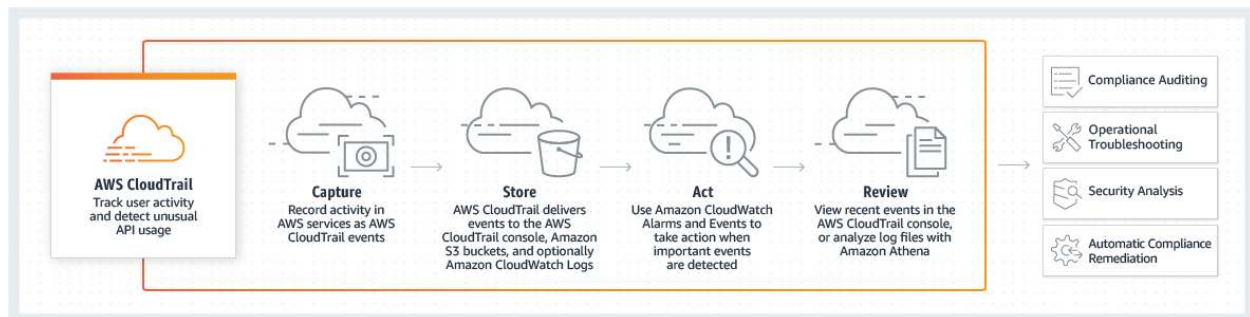 AWS CloudTrail
Track user activity
and detect unusual
API usage
Capture
Record activity in
AWS services as AWS
CloudTrail events
Store
AWS CloudTrail delivers
events to the AWS
CloudTrail console, Amazon
S3 buckets, and optionally
Amazon CloudWatch Logs
Act
Use Amazon CloudWatch
Alarms and Events to
take action when
important events
are detected
Review
View recent events in the
AWS CloudTrail console,
or analyze log files with
Amazon Athena
Compliance Auditing
Operational
Troubleshooting
Security Analysis
Automatic Compliance
Remediation